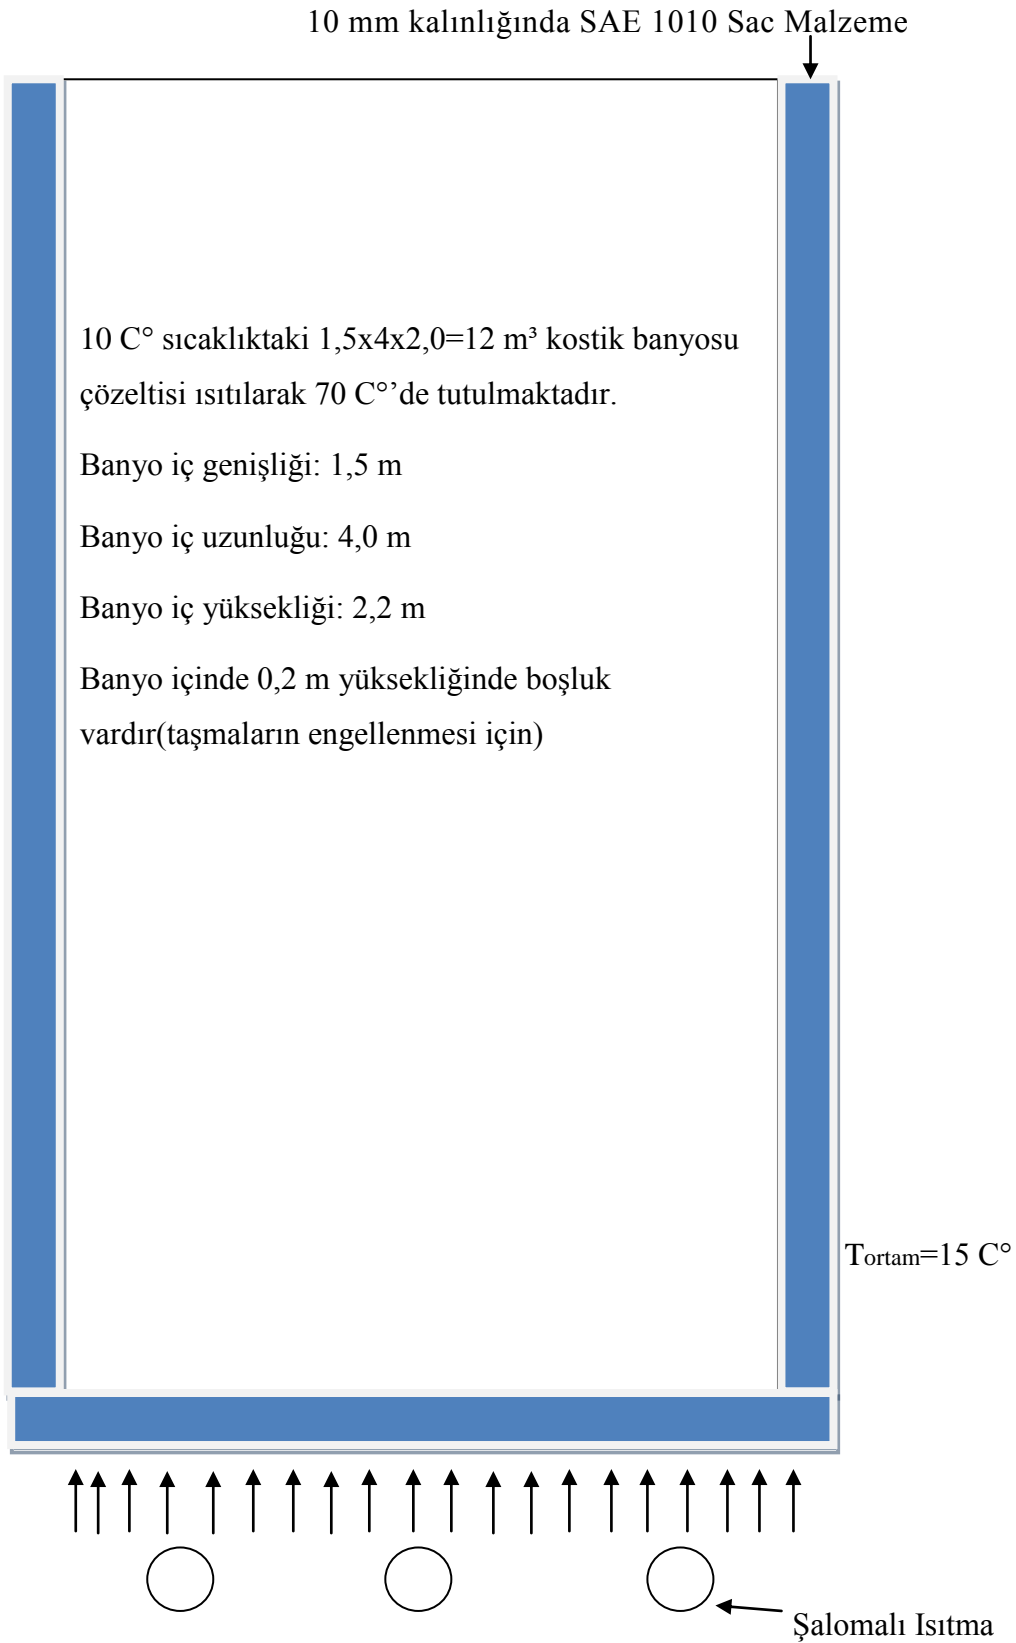 10 mm kalınlığında SAE 1010 Sac Malzeme
10 C° sıcaklıktaki 1,5x4x2,0=12 m³ kostik banyosu
çözeltisi ısıtılarak 70 C°’de tutulmaktadır.
Banyo iç genişliği: 1,5 m
Banyo iç uzunluğu: 4,0 m
Banyo iç yüksekliği: 2,2 m
Banyo içinde 0,2 m yüksekliğinde boşluk
vardır(taşmaların engellenmesi için)
Tortam=15 C°
Şalomalı Isıtma